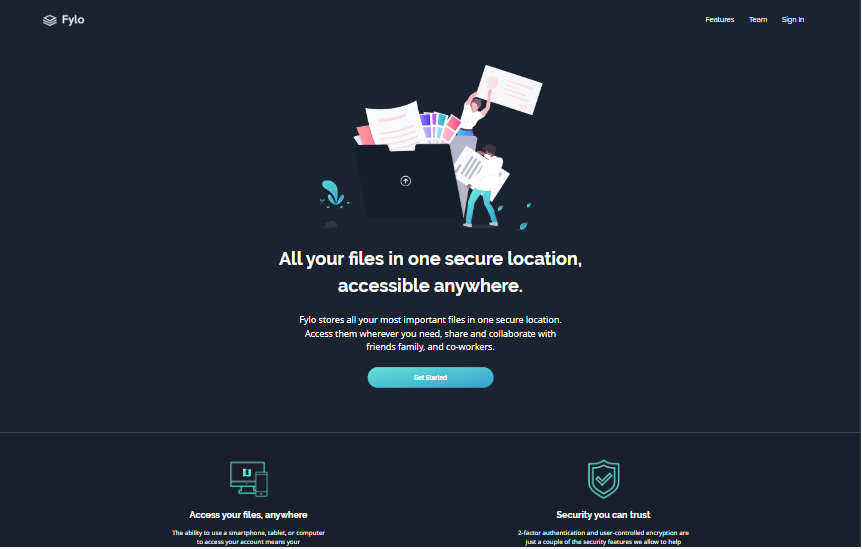 Fylo
Features Team Sign In
All your files in one secure location,
accessible anywhere.
Fylo stores all your most important files in one secure location.
Access them wherever you need, share and collaborate with
friends family, and co-workers.
Get Started
Access your files, anywhere
The ability to use a smartphone, tablet, or computer
to access your account means your
Security you can trust
2-factor authentication and user-controlled encryption are
just a couple of the security features we allow to help